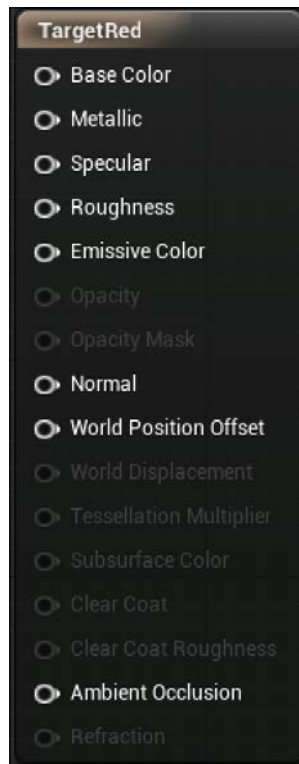 TargetRed
Base Color
Metallic
Specular
Roughness
Emissive Color
Opacity
Opacity Mask
Normal
World Position Offset
World Displacement
Tessellation Multiplier
Subsurface Color
Clear Coat
Clear Coat Roughness
Ambient Occlusion
Refraction